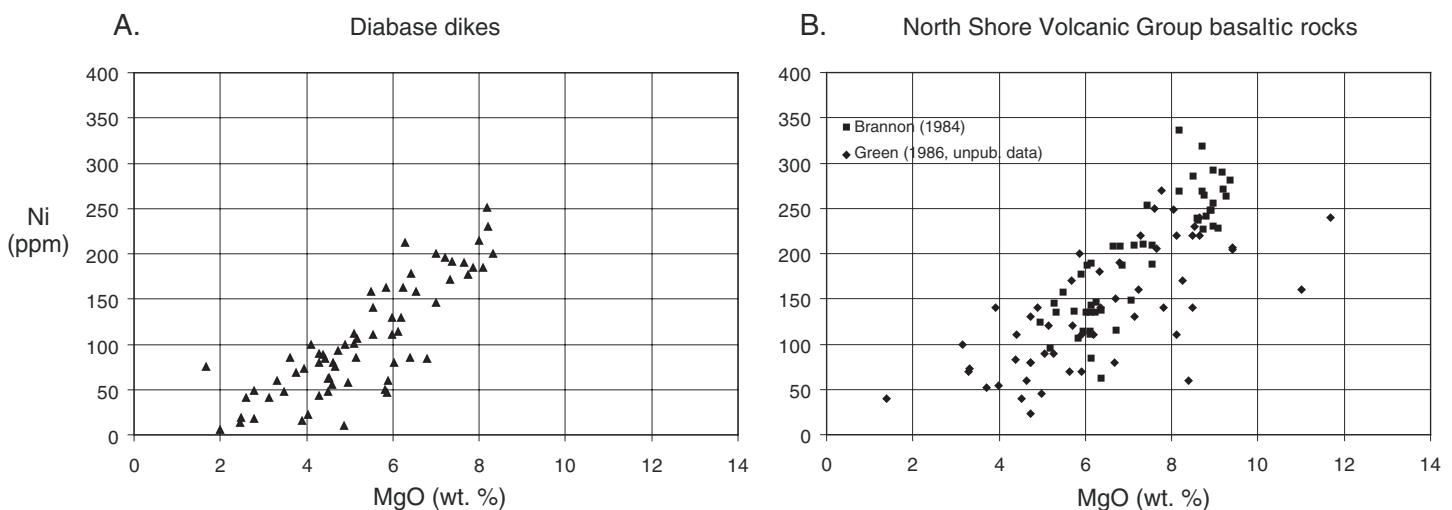 A.
Diabase dikes
400
350
300
250
200
150
100
50
0
Ni
(ppm)
0 2 4 6 8 10 12 14
MgO (wt. %)
B.
North Shore Volcanic Group basaltic rocks
400
350
300
250
200
150
100
50
0
Brannon (1984)
Green (1986, unpub. data)
0 2 4 6 8 10 12 14
MgO (wt. %)